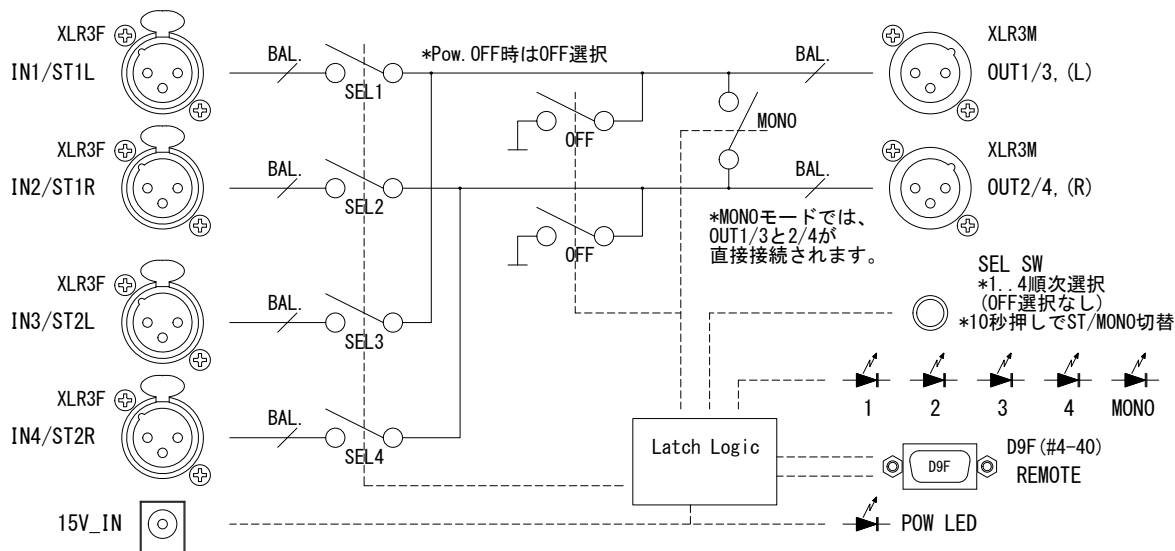 XLR3F
IN1/ST1L
BAL.
SEL1
*Pow.OFF時はOFF選択
OFF
MONO
BAL.
XLR3M
OUT1/3, (L)
XLR3F
IN2/ST1R
BAL.
SEL2
OFF
BAL.
XLR3M
OUT2/4, (R)
*MONOモードでは、
OUT1/3と2/4が
直接接続されます。
SEL SW
*1..4順次選択
(OFF選択なし)
*10秒押しでST/MONO切替
XLR3F
IN3/ST2L
BAL.
SEL3
1 2 3 4 MONO
XLR3F
IN4/ST2R
BAL.
SEL4
Latch Logic
D9F
D9F(#4-40)
REMOTE
15V_IN
POW LED